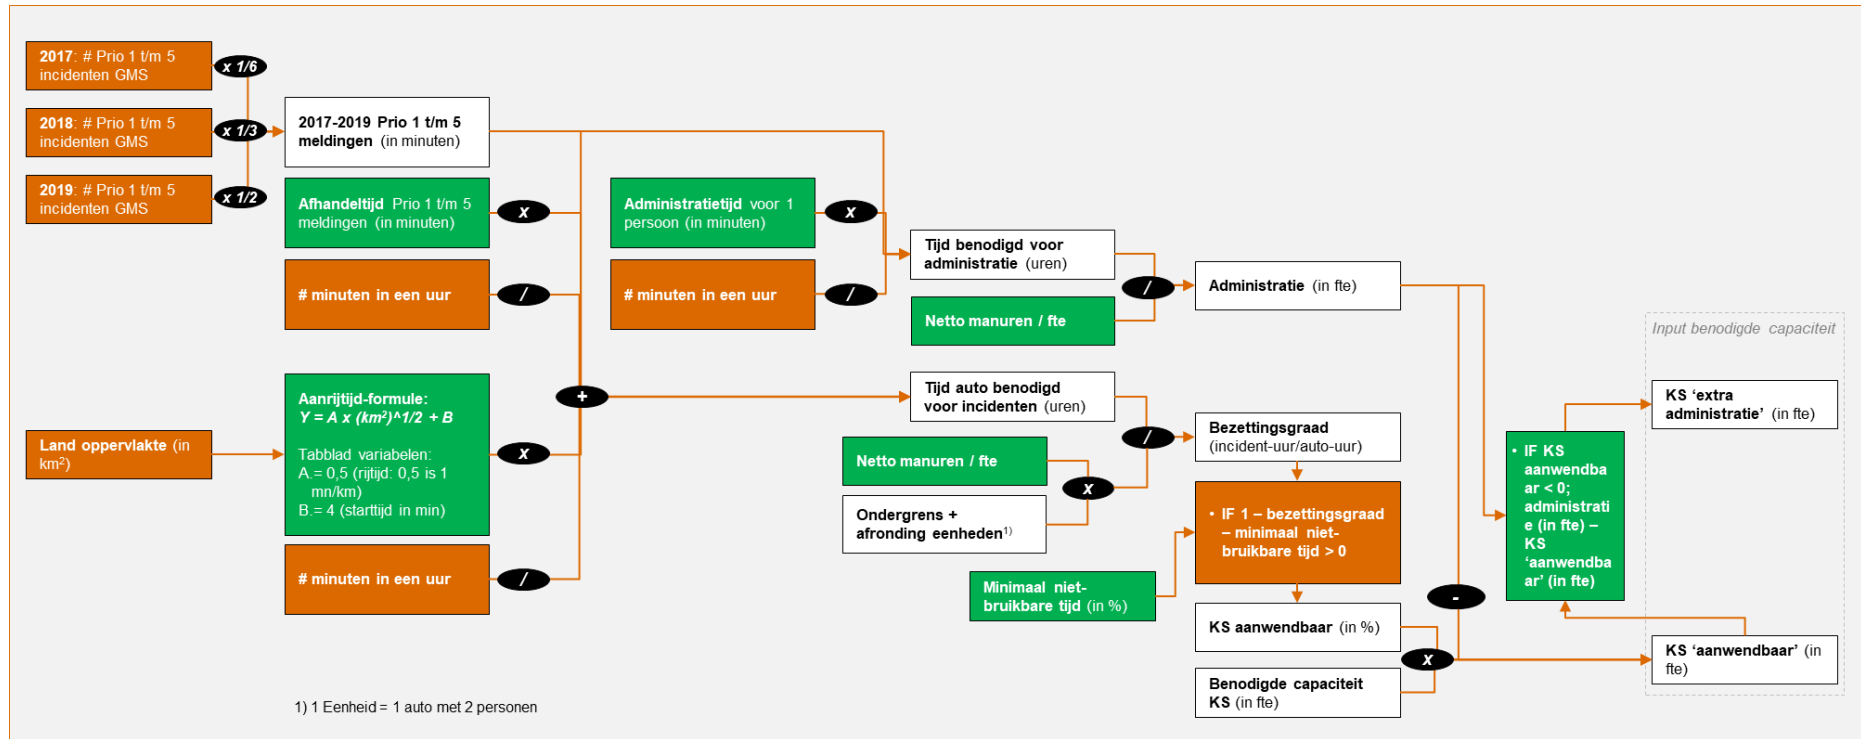 2017: # Prio 1 t/m 5
incidenten GMS
x 1/6
2018: # Prio 1 t/m 5
incidenten GMS
x 1/3
2019: # Prio 1 t/m 5
incidenten GMS
x 1/2
2017-2019 Prio 1 t/m 5
meldingen (in minuten)
Afhandeltijd Prio 1 t/m 5
meldingen (in minuten)
x
# minuten in een uur
/
Administratietijd voor 1
persoon (in minuten)
x
# minuten in een uur
/
Tijd benodigd voor
administratie (uren)
Netto manuren / fte
/
Administratie (in fte)
Land oppervlakte (in
km²)
Aanrijtijd-formule:
Y = A x (km²)^1/2 + B
Tabblad variabelen:
A.= 0,5 (rijtijd: 0,5 is 1
mn/km)
B.= 4 (starttijd in min)
x
# minuten in een uur
/
+
Tijd auto benodigd
voor incidenten (uren)
Netto manuren / fte
x
Ondergrens +
afronding eenheden¹⁾
/
Bezettingsgraad
(incident-uur/auto-uur)
• IF 1 – bezettingsgraad
– minimaal niet-
bruikbare tijd > 0
Minimaal niet-
bruikbare tijd (in %)
KS aanwendbaar (in %)
x
Benodigde capaciteit
KS (in fte)
-
• IF KS
aanwendba
ar < 0;
administrati
e (in fte) –
KS
'aanwendba
ar' (in fte)
Input benodigde capaciteit
KS ‘extra
administratie’ (in fte)
KS ‘aanwendbaar’ (in
fte)
1) 1 Eenheid = 1 auto met 2 personen